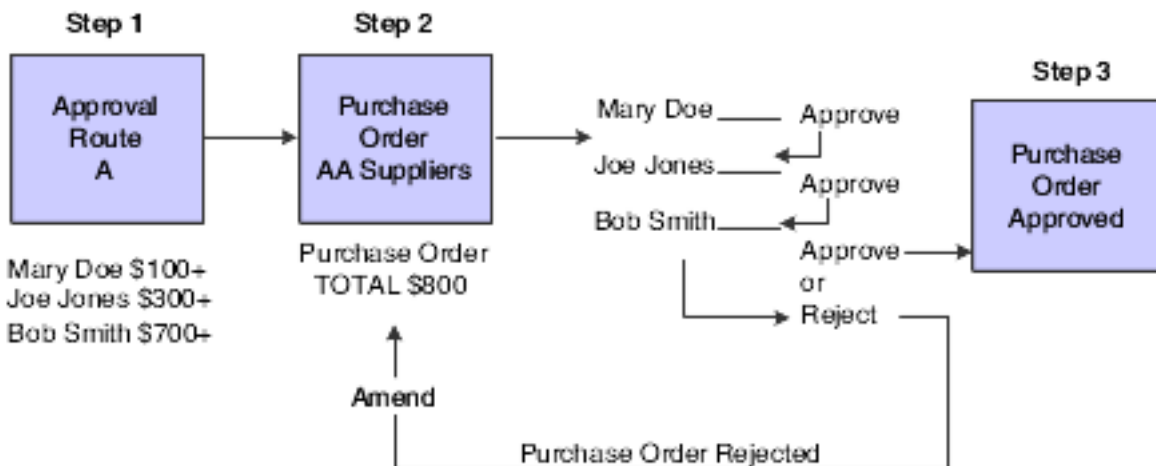 Step 1
Approval
Route
A
Mary Doe $100+
Joe Jones $300+
Bob Smith $700+
Step 2
Purchase
Order
AA Suppliers
Purchase Order
TOTAL $800
Mary Doe
Approve
Joe Jones
Approve
Bob Smith
Approve
or
Reject
Step 3
Purchase
Order
Approved
Amend
Purchase Order Rejected